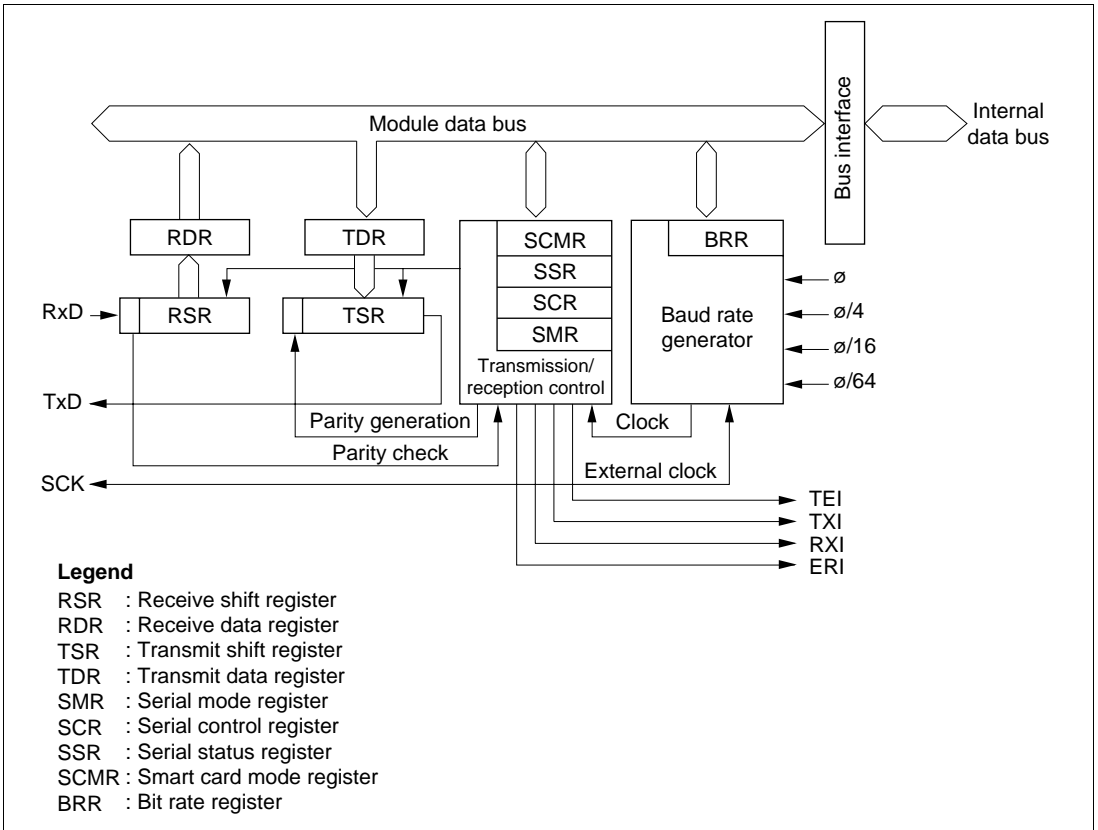 Module data bus
Bus interface
Internal
data bus
RDR
TDR
SCMR
SSR
SCR
SMR
Transmission/
reception control
BRR
Baud rate
generator
ø
ø/4
ø/16
ø/64
RxD
RSR
TSR
TxD
Parity generation
Parity check
Clock
External clock
SCK
TEI
TXI
RXI
ERI
Legend
RSR : Receive shift register
RDR : Receive data register
TSR : Transmit shift register
TDR : Transmit data register
SMR : Serial mode register
SCR : Serial control register
SSR : Serial status register
SCMR : Smart card mode register
BRR : Bit rate register